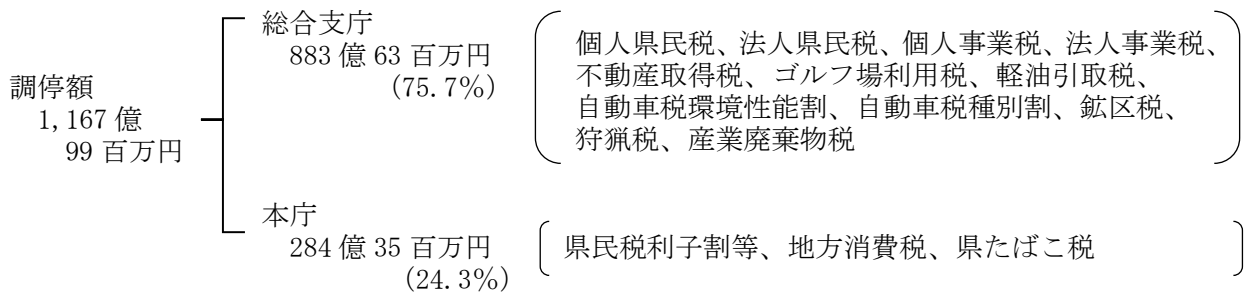 調停額
1,167億
99百万円
総合支庁
883億63百万円
(75.7%)
個人県民税、法人県民税、個人事業税、法人事業税、
不動産取得税、ゴルフ場利用税、軽油引取税、
自動車税環境性能割、自動車税種別割、鉱区税、
狩猟税、産業廃棄物税
本庁
284億35百万円
(24.3%)
県民税利子割等、地方消費税、県たばこ税